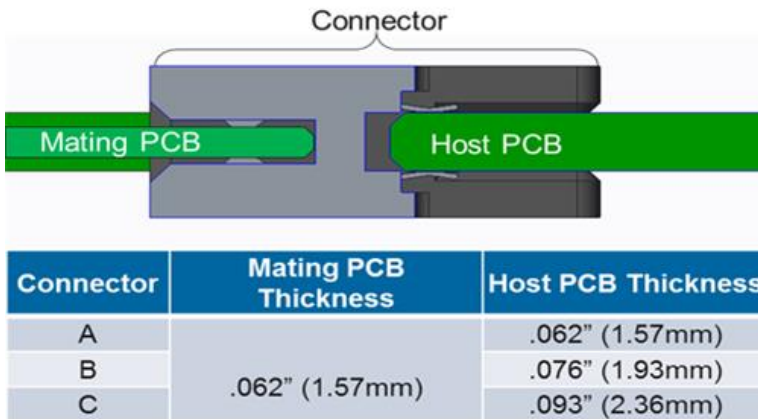 Connector
Mating PCB
Host PCB
Connector
Mating PCB
Thickness
Host PCB Thickness
A
.062” (1.57mm)
.062” (1.57mm)
B
.076” (1.93mm)
C
.093” (2.36mm)